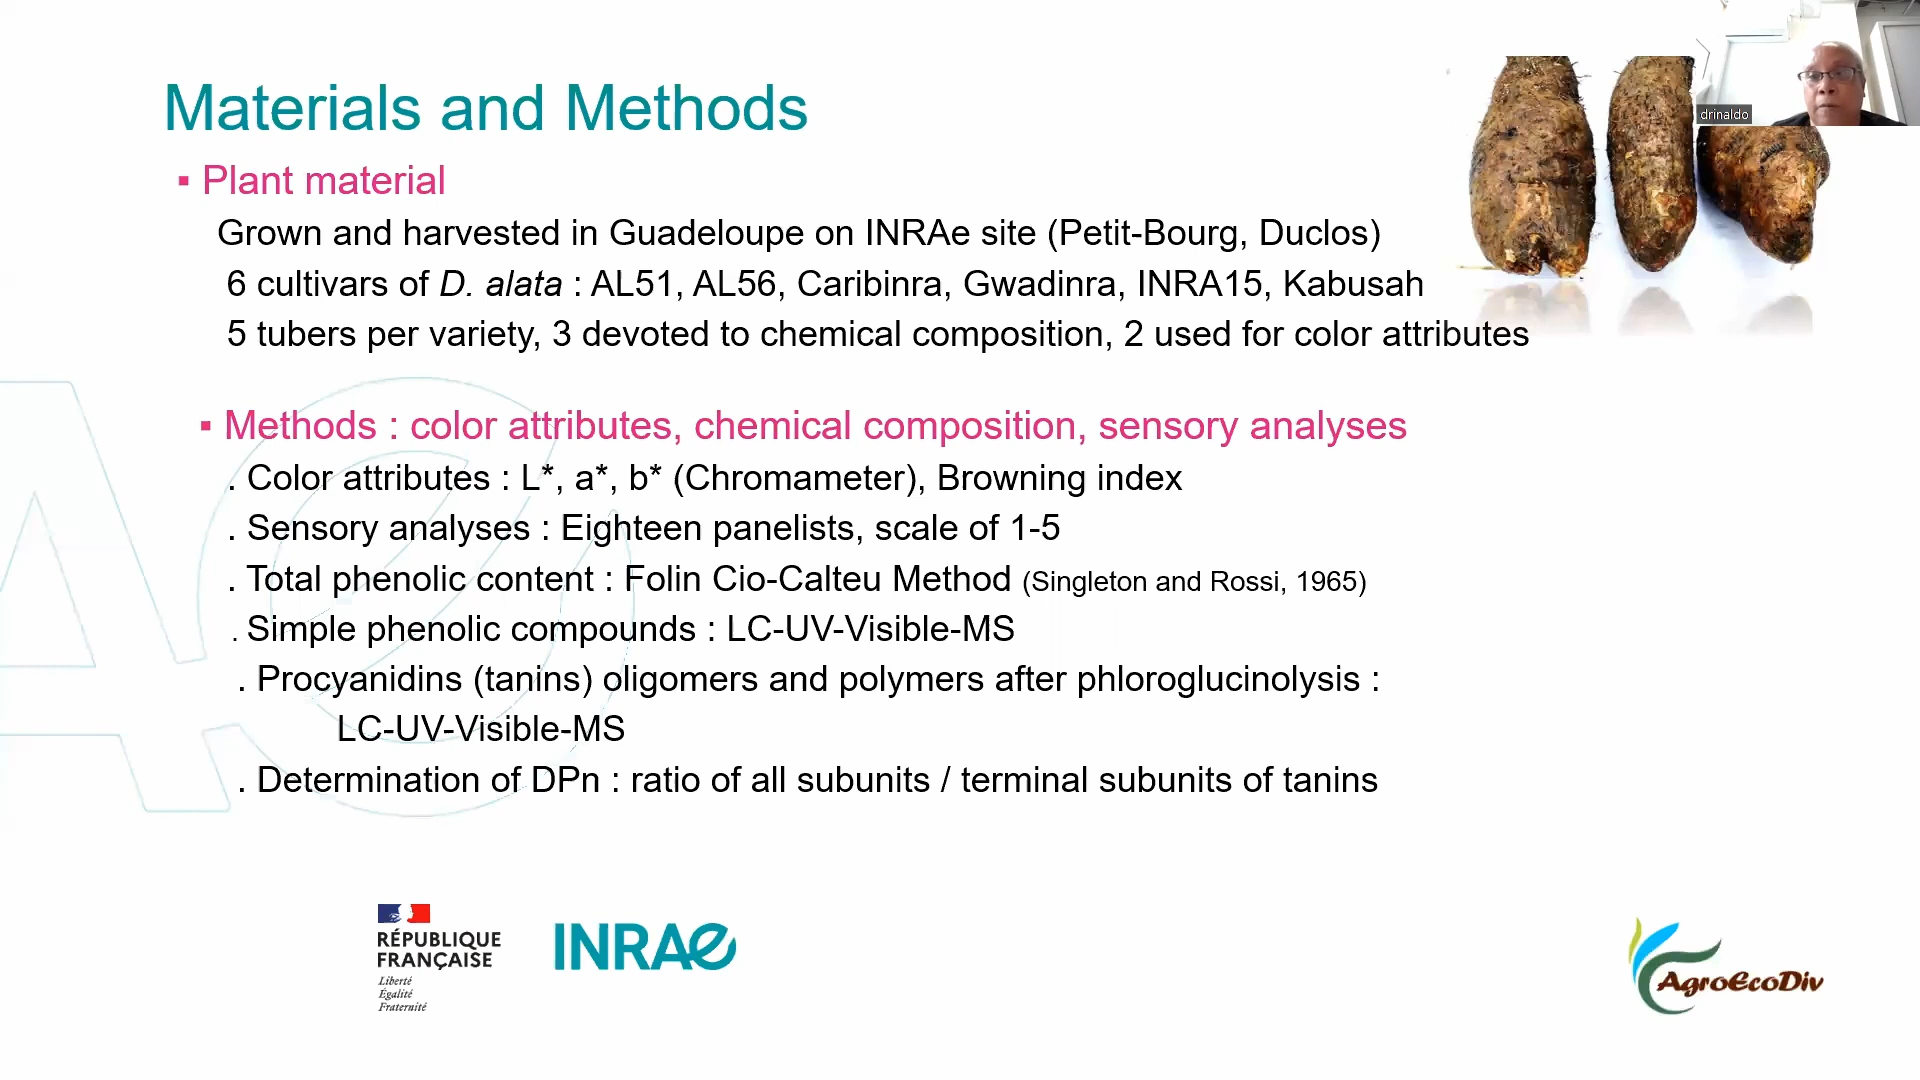 Materials and Methods
drinaldo
▪ Plant material
Grown and harvested in Guadeloupe on INRAe site (Petit-Bourg, Duclos)
6 cultivars of D. alata : AL51, AL56, Caribinra, Gwadinra, INRA15, Kabusah
5 tubers per variety, 3 devoted to chemical composition, 2 used for color attributes
▪ Methods : color attributes, chemical composition, sensory analyses
. Color attributes : L*, a*, b* (Chromameter), Browning index
. Sensory analyses : Eighteen panelists, scale of 1-5
. Total phenolic content : Folin Cio-Calteu Method (Singleton and Rossi, 1965)
. Simple phenolic compounds : LC-UV-Visible-MS
. Procyanidins (tanins) oligomers and polymers after phloroglucinolysis :
LC-UV-Visible-MS
. Determination of DPn : ratio of all subunits / terminal subunits of tanins
RÉPUBLIQUE
FRANÇAISE
Liberté
Égalité
Fraternité
INRAe
AgroEcoDiv